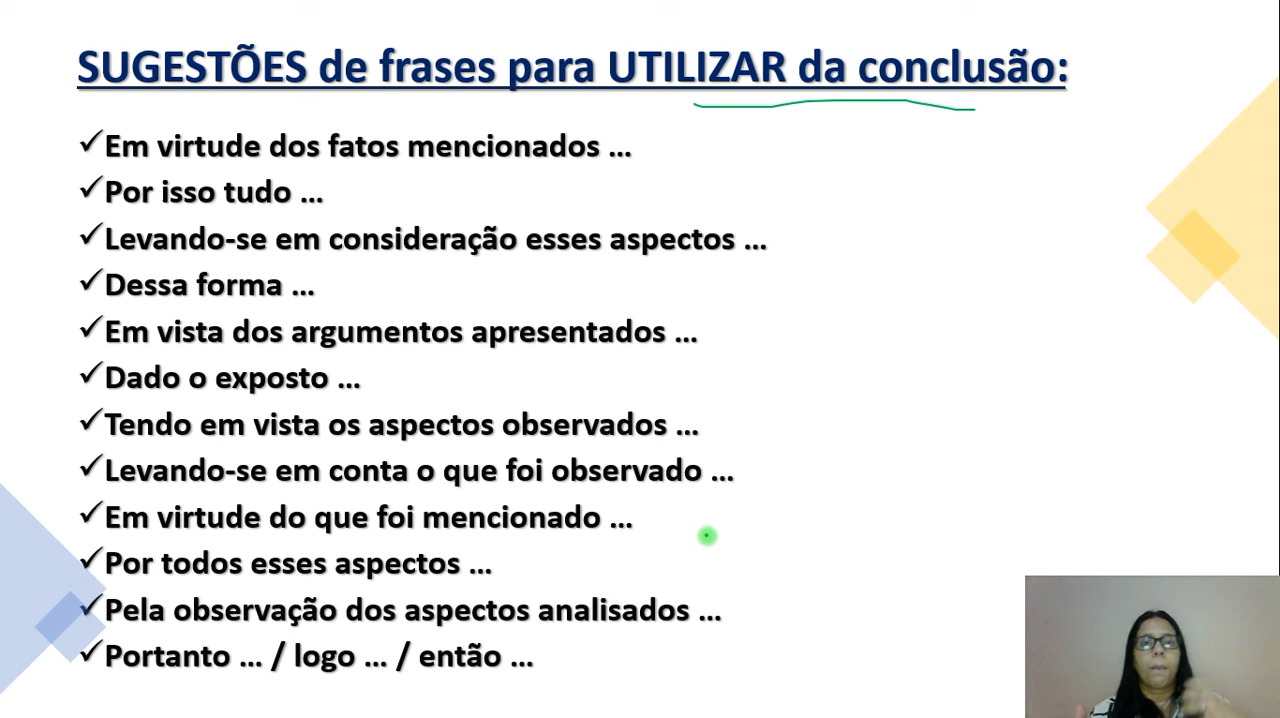 SUGESTÕES de frases para UTILIZAR da conclusão:
✓Em virtude dos fatos mencionados ...
✓Por isso tudo ...
✓Levando-se em consideração esses aspectos ...
✓Dessa forma ...
✓Em vista dos argumentos apresentados ...
✓Dado o exposto ...
✓Tendo em vista os aspectos observados ...
✓Levando-se em conta o que foi observado ...
✓Em virtude do que foi mencionado ...
✓Por todos esses aspectos ...
✓Pela observação dos aspectos analisados ...
✓Portanto ... / logo ... / então ...